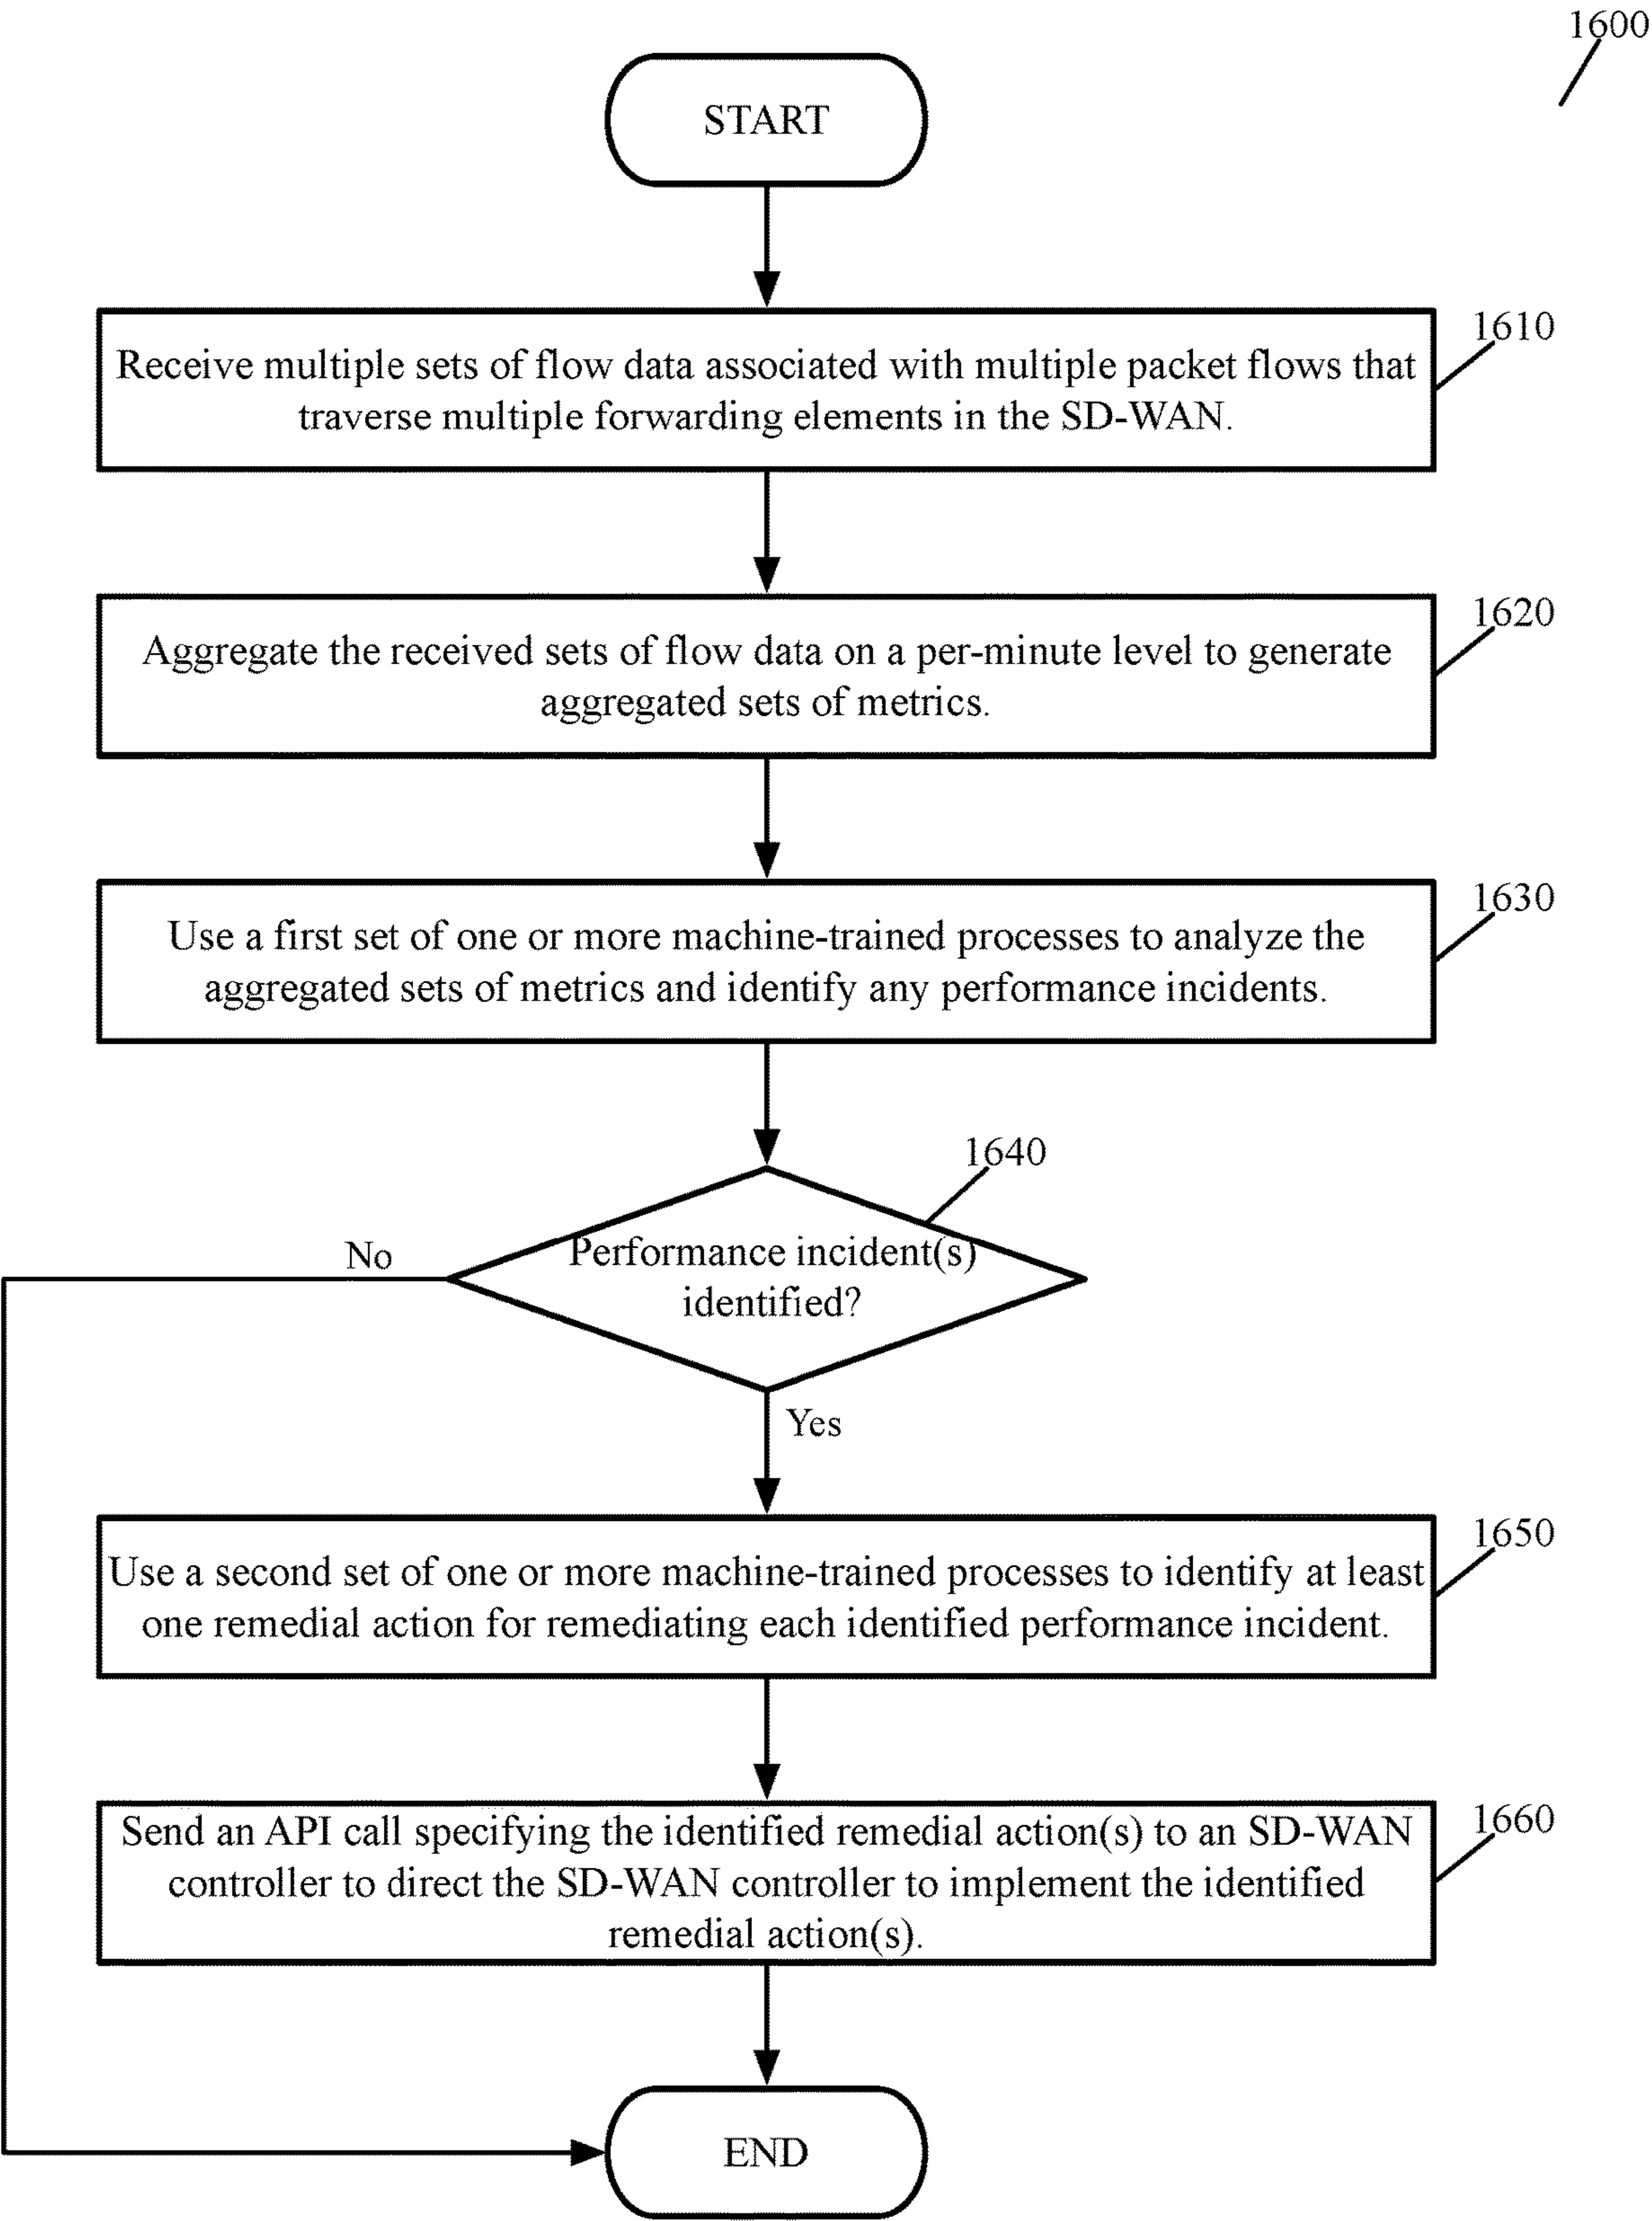 1600
START
1610
Receive multiple sets of flow data associated with multiple packet flows that
traverse multiple forwarding elements in the SD-WAN.
1620
Aggregate the received sets of flow data on a per-minute level to generate
aggregated sets of metrics.
1630
Use a first set of one or more machine-trained processes to analyze the
aggregated sets of metrics and identify any performance incidents.
1640
No
Performance incident(s)
identified?
Yes
1650
Use a second set of one or more machine-trained processes to identify at least
one remedial action for remediating each identified performance incident.
1660
Send an API call specifying the identified remedial action(s) to an SD-WAN
controller to direct the SD-WAN controller to implement the identified
remedial action(s).
END